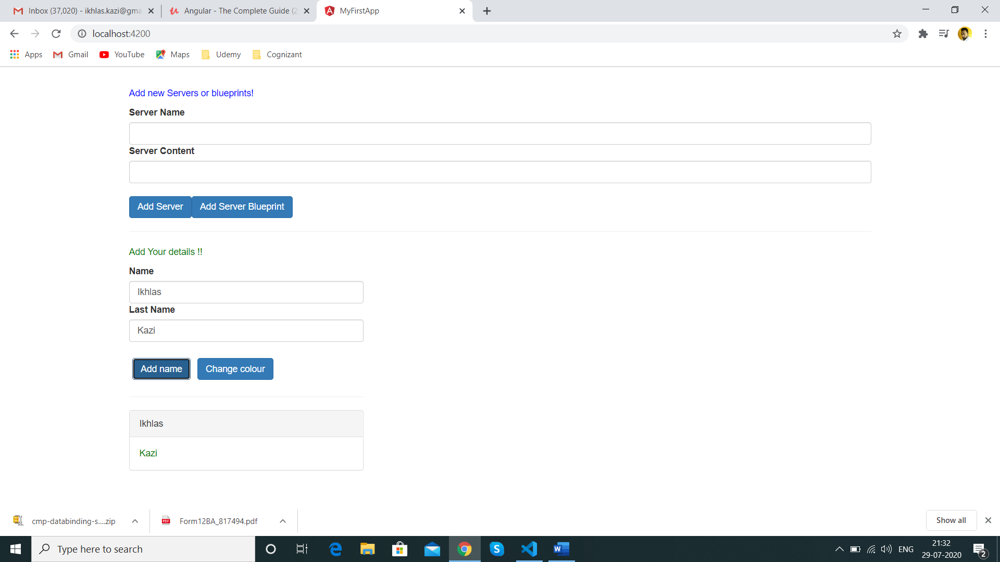 Inbox (37,020) - ikhlas.kazi@gma
Angular - The Complete Guide (2
MyFirstApp
localhost:4200
Apps
Gmail
YouTube
Maps
Udemy
Cognizant
Add new Servers or blueprints!
Server Name
Server Content
Add Server
Add Server Blueprint
Add Your details !!
Name
Ikhlas
Last Name
Kazi
Add name
Change colour
Ikhlas
Kazi
cmp-databinding-s....zip
PDF
Form12BA_817494.pdf
Show all
Type here to search
ENG
21:32
29-07-2020
2